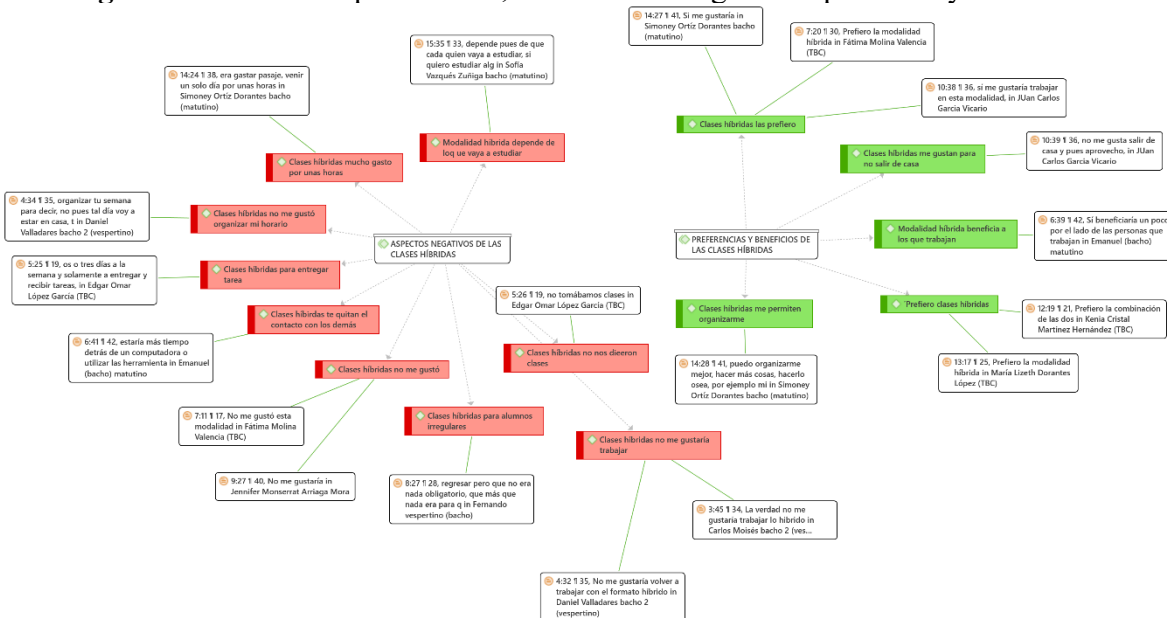 14:27 ¶ 41, Si me gustaría in
Simoney Ortíz Dorantes bacho
(matutino)
7:20 ¶ 30, Prefiero la modalidad
híbrida in Fátima Molina Valencia
(TBC)
15:35 ¶ 33, depende pues de que
cada quien vaya a estudiar, si
quiero estudiar alg in Sofía
Vazqués Zuñiga bacho (matutino)
14:24 ¶ 38, era gastar pasaje, venir
un solo día por unas horas in
Simoney Ortíz Dorantes bacho
(matutino)
10:38 ¶ 36, sí me gustaría trabajar
en esta modalidad, in JUan Carlos
García Vicario
Clases híbridas las prefiero
Modalidad híbrida depende de
loq ue vaya a estudiar
10:39 ¶ 36, no me gusta salir de
casa y pues aprovecho, in JUan
Carlos García Vicario
Clases híbridas mucho gasto
por unas horas
Clases híbridas me gustan para
no salir de casa
4:34 ¶ 35, organizar tu semana
para decir, no pues tal día voy a
estar en casa, t in Daniel
Valladares bacho 2 (vespertino)
Clases híbridas no me gustó
organizar mi horario
Modalidad híbrida beneficia a
los que trabajan
6:39 ¶ 42, Sí beneficiaría un poco
por el lado de las personas que
trabajan in Emanuel (bacho)
matutino
ASPECTOS NEGATIVOS DE LAS
CLASES HÍBRIDAS
PREFERENCIAS Y BENEFICIOS DE
LAS CLASES HÍBRIDAS
5:25 ¶ 19, os o tres días a la
semana y solamente a entregar y
recibir tareas, in Edgar Omar
López García (TBC)
Clases híbridas para entregar
tarea
5:26 ¶ 19, no tomábamos clases in
Edgar Omar López García (TBC)
Clases híbridas me permiten
organizarme
Prefiero clases híbridas
12:19 ¶ 21, Prefiero la combinación
de las dos in Kenia Cristal
Martínez Hernández (TBC)
Clases híbirdas te quitan el
contacto con los demás
6:41 ¶ 42, estaría más tiempo
detrás de un computadora o
utilizar las herramienta in Emanuel
(bacho) matutino
Clases híbridas no me gustó
Clases híbridas no nos dieeron
clases
14:28 ¶ 41, puedo organizarme
mejor, hacer más cosas, hacerlo
osea, por ejemplo mi in Simoney
Ortíz Dorantes bacho (matutino)
13:17 ¶ 25, Prefiero la modalidad
híbrida in María Lizeth Dorantes
López (TBC)
7:11 ¶ 17, No me gustó esta
modalidad in Fátima Molina
Valencia (TBC)
Clases híbridas para alumnos
irregulares
Clases híbridas no me gustaría
trabajar
9:27 ¶ 40, No me gustaría in
Jennifer Monserrat Arriaga Mora
8:27 ¶ 28, regresar pero que no era
nada obligatorio, que más que
nada era para q in Fernando
vespertino (bacho)
3:45 ¶ 34, La verdad no me
gustaría trabajar lo híbrido in
Carlos Moisés bacho 2 (ves...
4:32 ¶ 35, No me gustaría volver a
trabajar con el formato híbrido in
Daniel Valladares bacho 2
(vespertino)